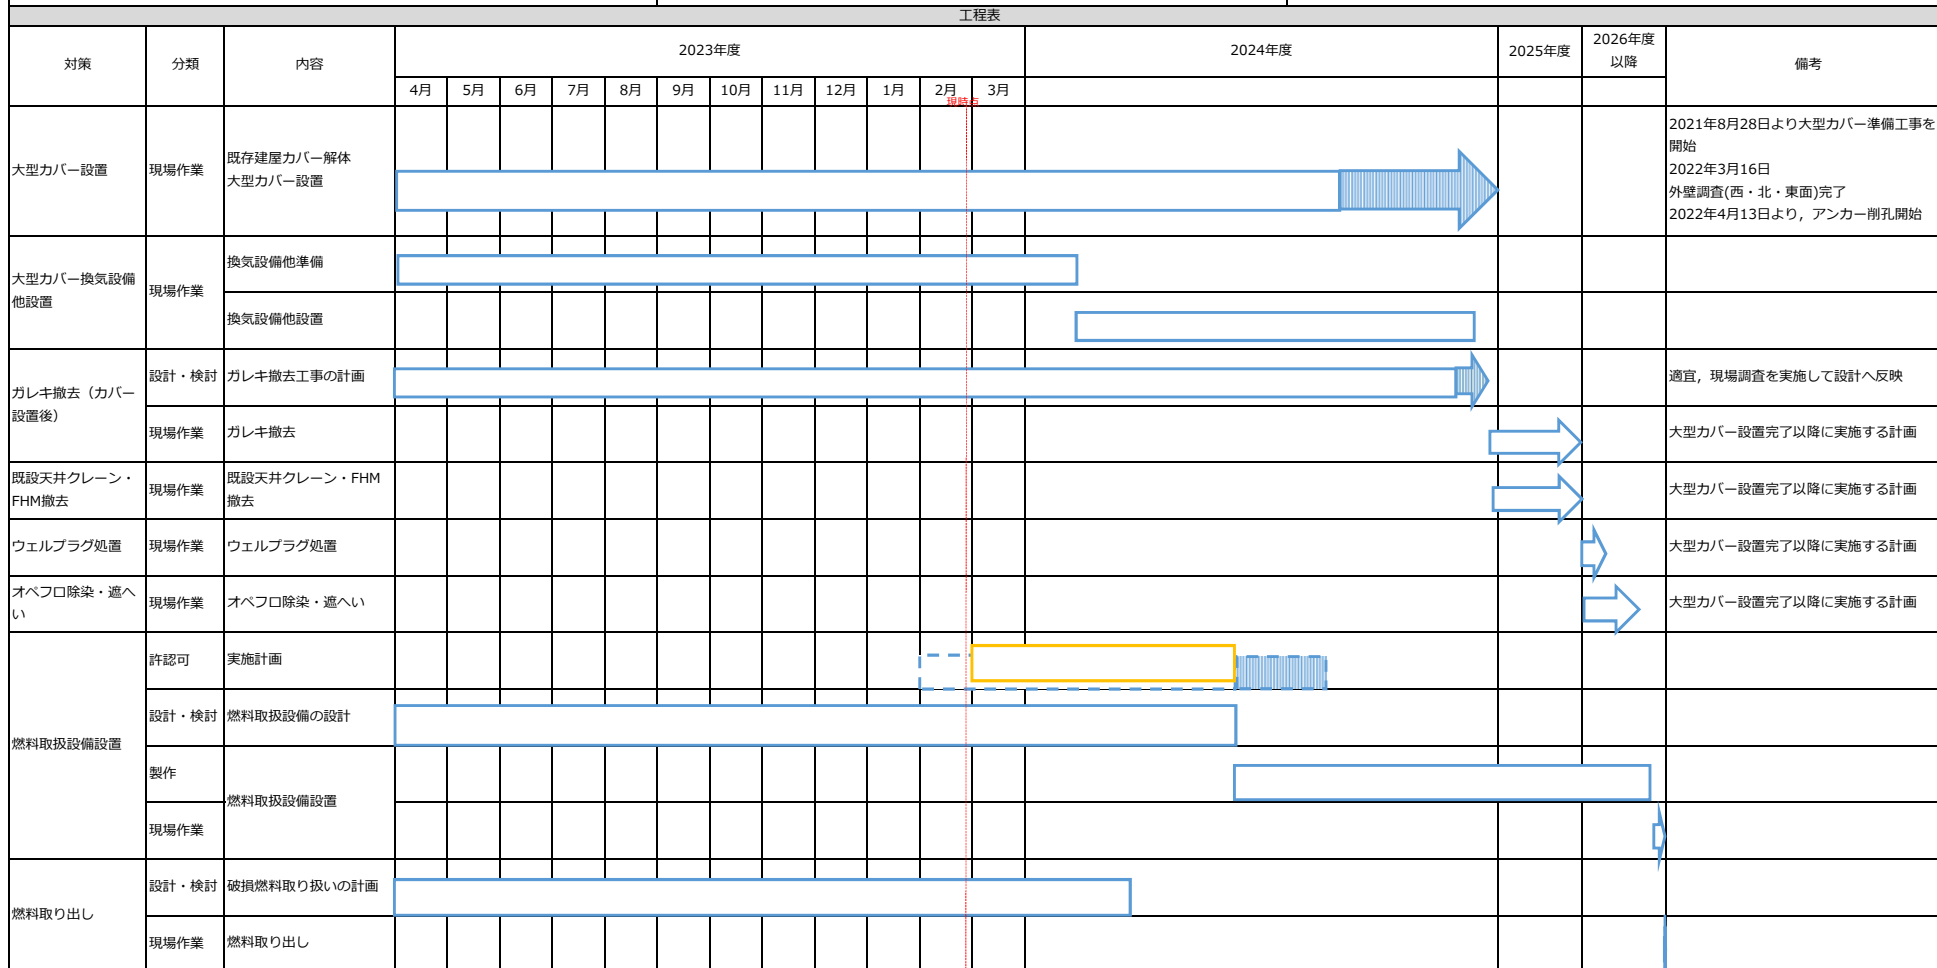 工程表
対策
分類
内容
2023年度
2024年度
2025年度
2026年度
以降
備考
4月
5月
6月
7月
8月
9月
10月
11月
12月
1月
2月
3月
現時点
大型カバー設置
現場作業
既存建屋カバー解体
大型カバー設置
2021年8月28日より大型カバー準備工事を
開始
2022年3月16日
外壁調査(西・北・東面)完了
2022年4月13日より，アンカー削孔開始
大型カバー換気設備
他設置
現場作業
換気設備他準備
換気設備他設置
ガレキ撤去（カバー
設置後）
設計・検討
ガレキ撤去工事の計画
適宜，現場調査を実施して設計へ反映
現場作業
ガレキ撤去
大型カバー設置完了以降に実施する計画
既設天井クレーン・
FHM撤去
現場作業
既設天井クレーン・FHM
撤去
大型カバー設置完了以降に実施する計画
ウェルプラグ処置
現場作業
ウェルプラグ処置
大型カバー設置完了以降に実施する計画
オペフロ除染・遮へ
い
現場作業
オペフロ除染・遮へい
大型カバー設置完了以降に実施する計画
燃料取扱設備設置
許認可
実施計画
設計・検討
燃料取扱設備の設計
製作
燃料取扱設備設置
現場作業
燃料取り出し
設計・検討
破損燃料取り扱いの計画
現場作業
燃料取り出し